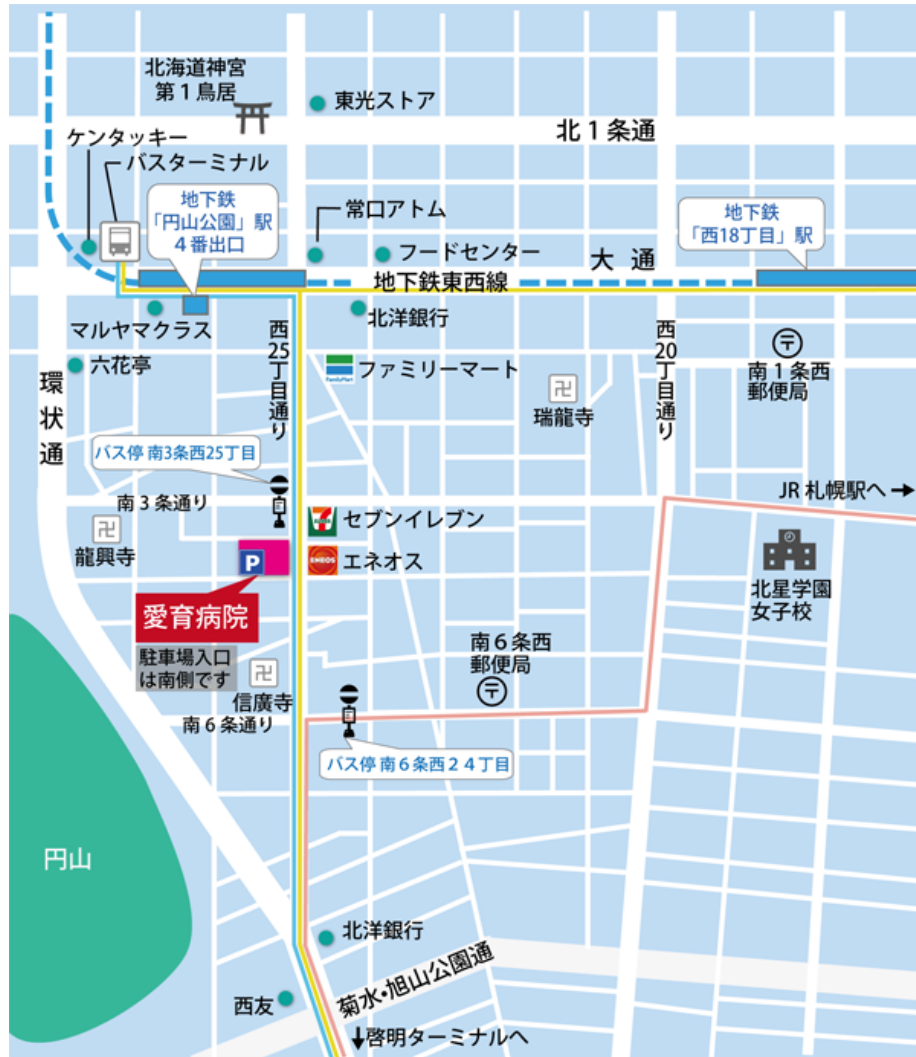 北海道神宮
第1鳥居
東光ストア
北1条通
ケンタッキー
バスターミナル
地下鉄
「円山公園」駅
4番出口
常口アトム
フードセンター
大通
地下鉄
「西18丁目」駅
地下鉄東西線
マルヤマクラス
北洋銀行
西25丁目通り
西20丁目通り
〒
南1条西
郵便局
六花亭
環状通
FamilyMart
ファミリーマート
卍
瑞龍寺
バス停 南3条西25丁目
JR 札幌駅へ →
南3条通り
卍
龍興寺
セブンイレブン
P
ENEOS
エネオス
北星学園
女子校
愛育病院
駐車場入口
は南側です
南6条西
郵便局
〒
卍
信廣寺
南6条通り
バス停 南6条西24丁目
円山
北洋銀行
菊水・旭山公園通
西友
↓啓明ターミナルへ